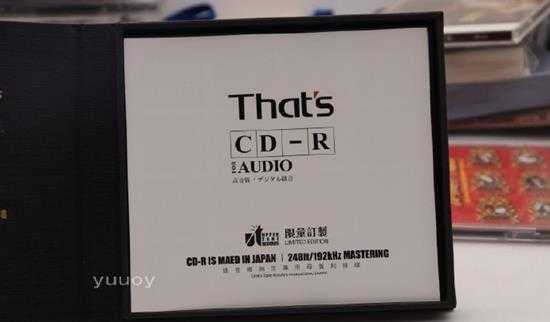 That's
CD-R
FOR AUDIO
高音質・デジタル録音
限量訂製
LIMITED EDITION
CD-R IS MAED IN JAPAN | 24Bit/192kHz MASTERING
yuuoy